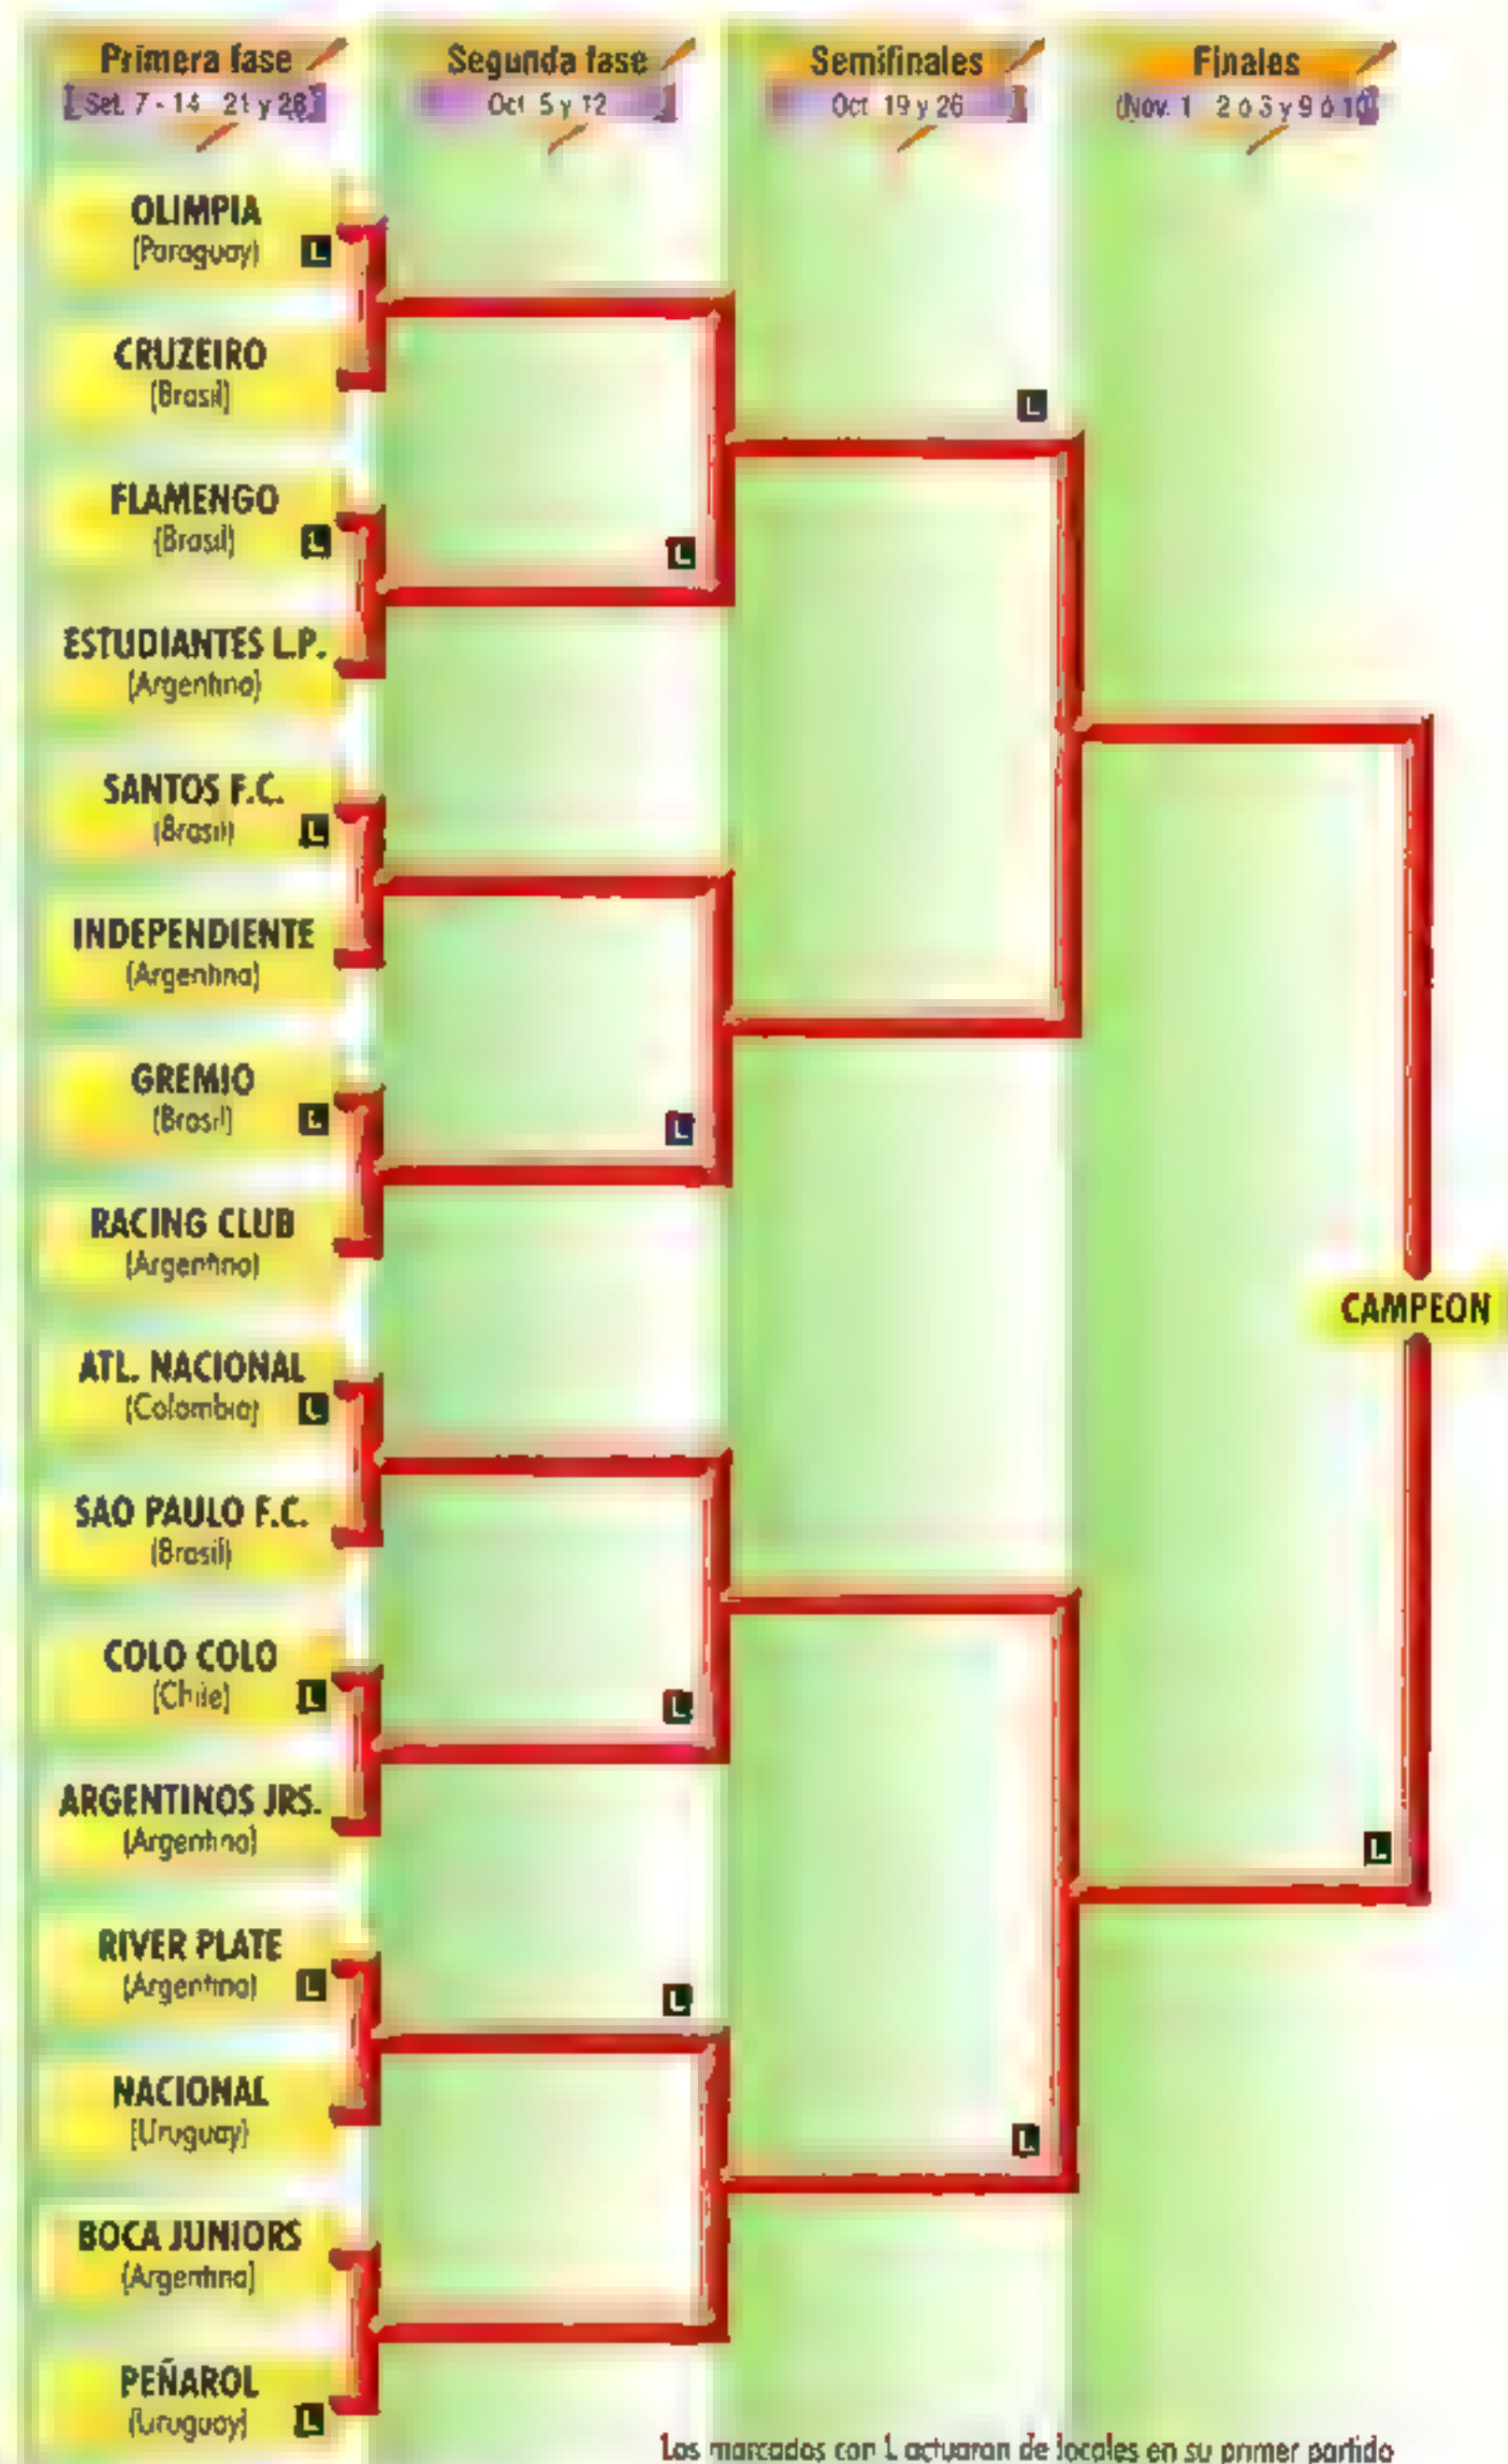 Primera fase
Set. 7 - 14 21 y 28
Segunda fase
Oct 5 y 12
Semifinales
Oct 19 y 26
Finales
(Nov. 1 2 ó 3 y 9 ó 10)
OLIMPIA
(Paraguay) L
CRUZEIRO
(Brasil)
FLAMENGO
(Brasil) L
ESTUDIANTES L.P.
(Argentina)
SANTOS F.C.
(Brasil) L
INDEPENDIENTE
(Argentina)
GREMIO
(Brasil) L
RACING CLUB
(Argentina)
ATL. NACIONAL
(Colombia) L
SAO PAULO F.C.
(Brasil)
COLO COLO
(Chile) L
ARGENTINOS JRS.
(Argentina)
RIVER PLATE
(Argentina) L
NACIONAL
(Uruguay)
BOCA JUNIORS
(Argentina)
PEÑAROL
(Uruguay) L
L
L
L
L
L
L
L
CAMPEON
Los marcados con L actuaron de locales en su primer partido